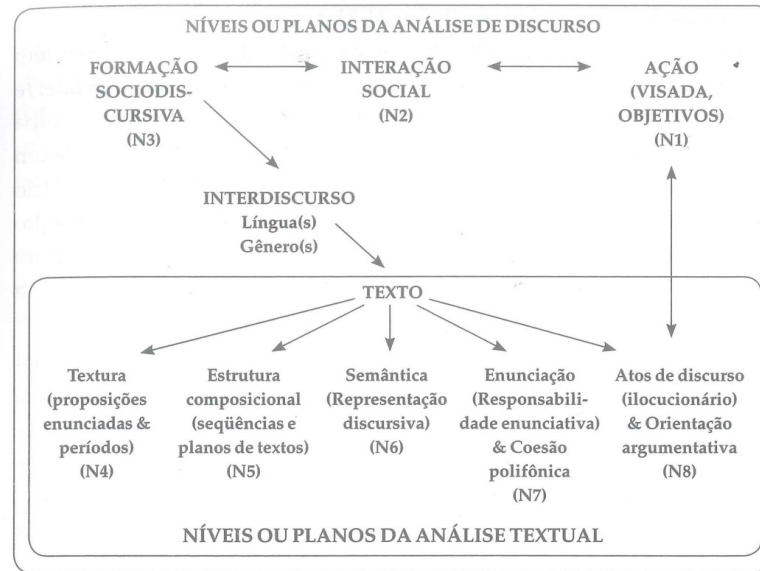 NÍVEIS OU PLANOS DA ANÁLISE DE DISCURSO
FORMAÇÃO
SOCIODIS-
CURSIVA
(N3)
INTERAÇÃO
SOCIAL
(N2)
AÇÃO
(VISADA,
OBJETIVOS)
(N1)
INTERDISCURSO
Língua(s)
Gênero(s)
TEXTO
Textura
(proposições
enunciadas &
períodos)
(N4)
Estrutura
composicional
(seqüências e
planos de textos)
(N5)
Semântica
(Representação
discursiva)
(N6)
Enunciação
(Responsabili-
dade enunciativa)
& Coesão
polifônica
(N7)
Atos de discurso
(ilocucionário)
& Orientação
argumentativa
(N8)
NÍVEIS OU PLANOS DA ANÁLISE TEXTUAL